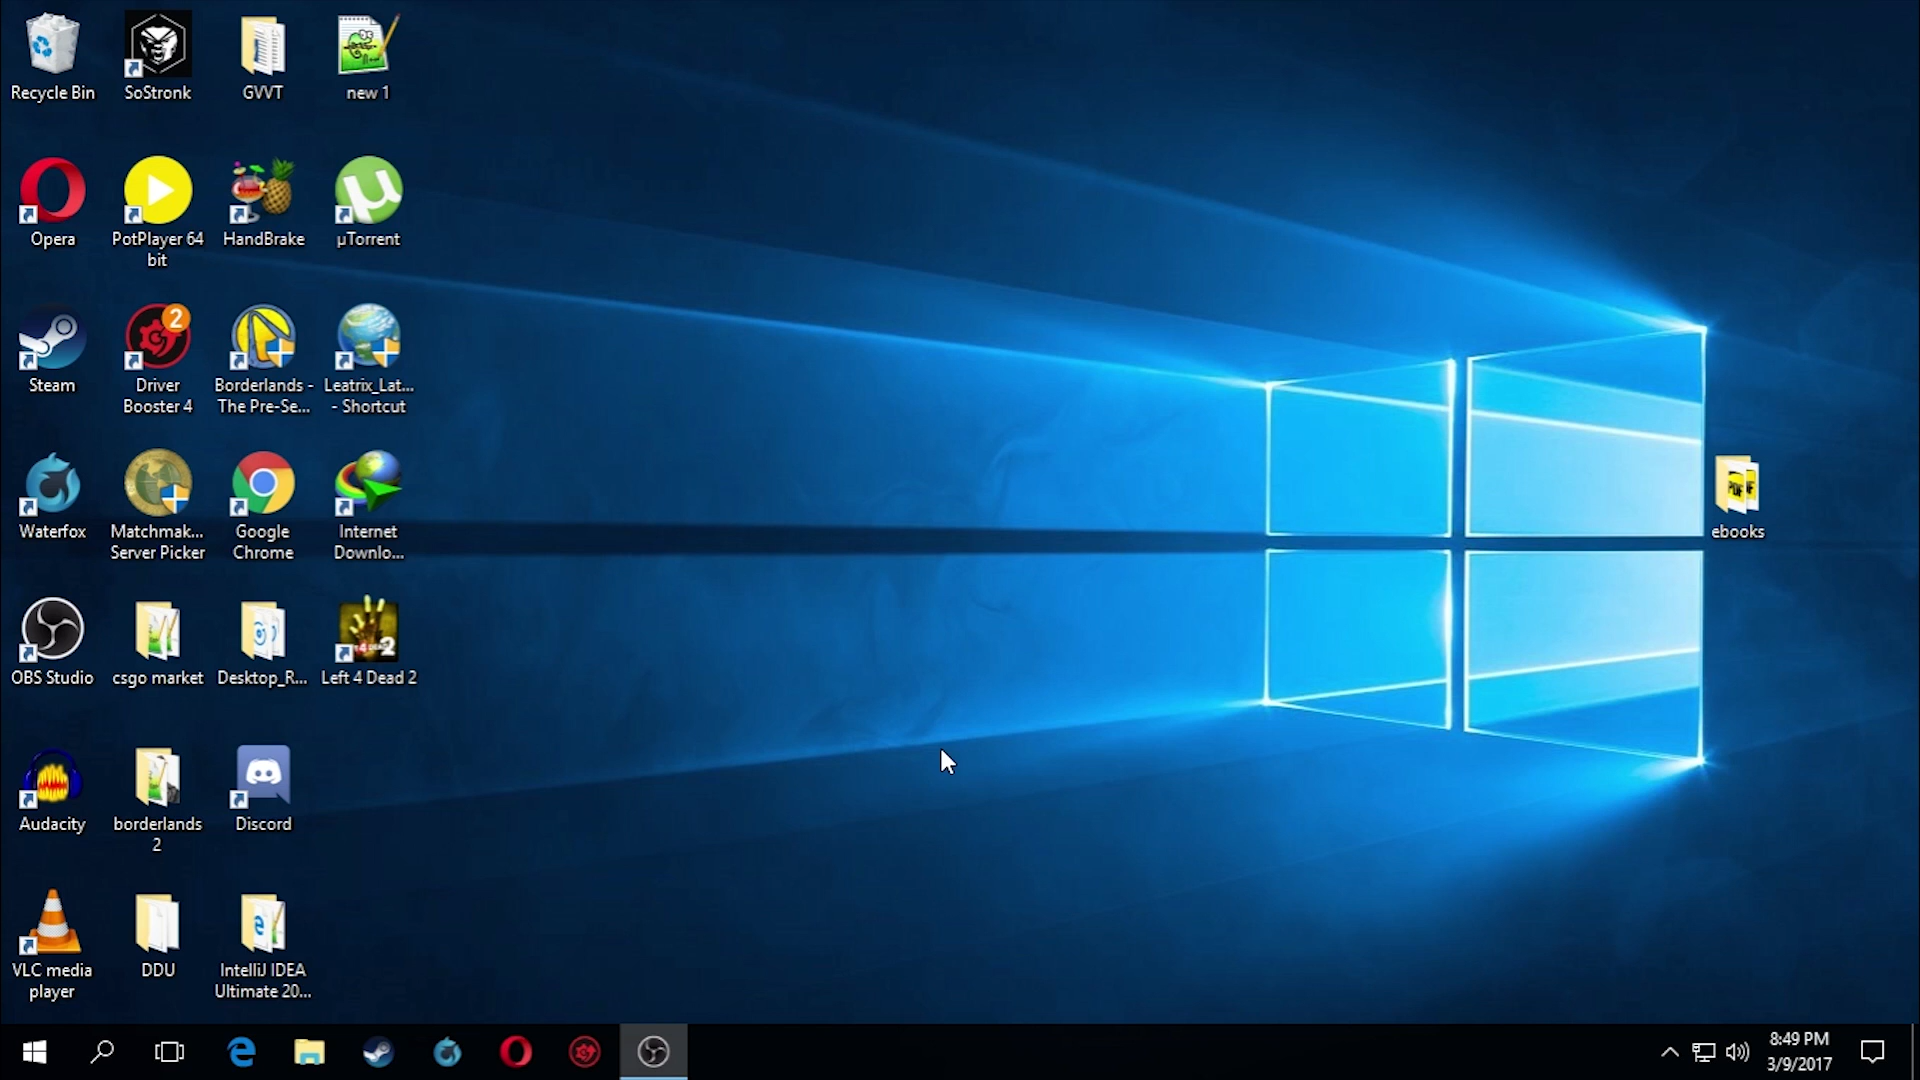 Recycle Bin
SoStronk
GVVT
new 1
Opera
PotPlayer 64
bit
HandBrake
µTorrent
Steam
2
Driver
Booster 4
Borderlands -
The Pre-Se...
Leatrix_Lat...
- Shortcut
Waterfox
Matchmak...
Server Picker
Google
Chrome
Internet
Downlo...
PDF
ebooks
OBS Studio
csgo market
Desktop_R...
Left 4 Dead 2
Audacity
borderlands
2
Discord
VLC media
player
DDU
IntelliJ IDEA
Ultimate 20...
8:49 PM
3/9/2017